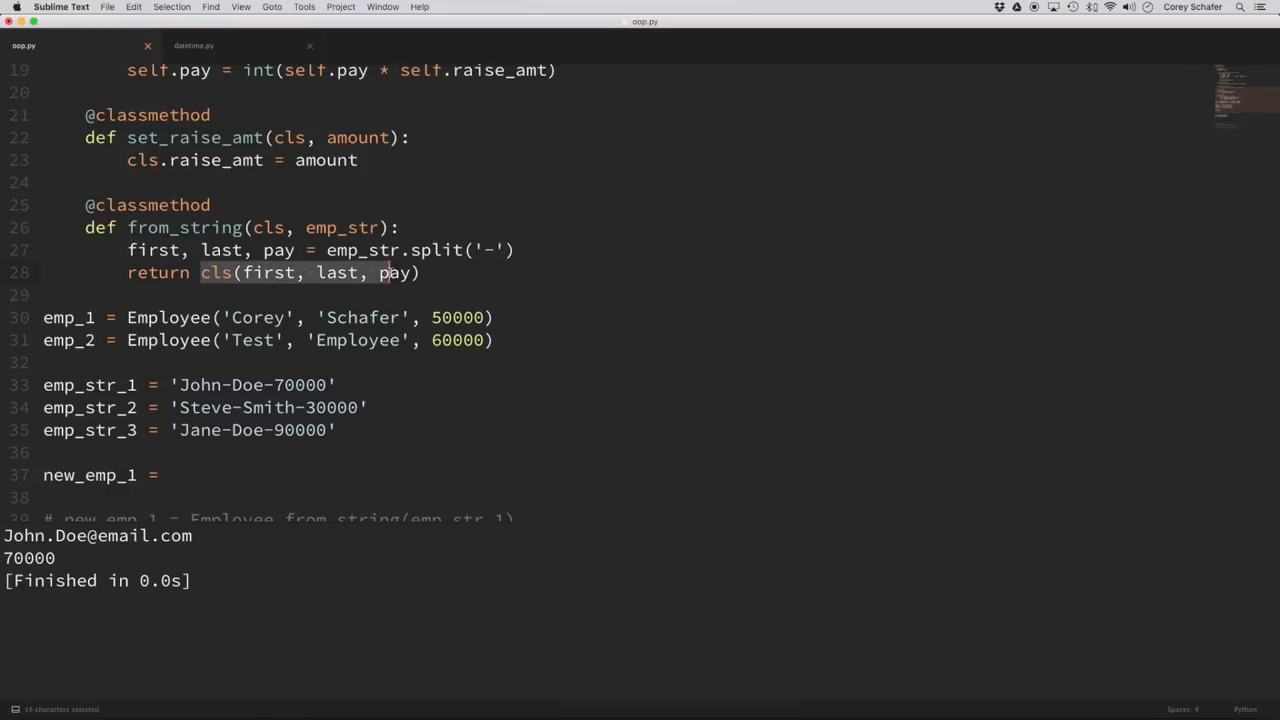 Sublime Text File Edit Selection Find View Goto Tools Project Window Help Corey Schafer
oop.py
oop.py datetime.py
19 self.pay = int(self.pay * self.raise_amt)
20
21 @classmethod
22 def set_raise_amt(cls, amount):
23 cls.raise_amt = amount
24
25 @classmethod
26 def from_string(cls, emp_str):
27 first, last, pay = emp_str.split('-')
28 return cls(first, last, pay)
29
30 emp_1 = Employee('Corey', 'Schafer', 50000)
31 emp_2 = Employee('Test', 'Employee', 60000)
32
33 emp_str_1 = 'John-Doe-70000'
34 emp_str_2 = 'Steve-Smith-30000'
35 emp_str_3 = 'Jane-Doe-90000'
36
37 new_emp_1 =
38
39 # new_emp_1 = Employee.from_string(emp_str_1)
John.Doe@email.com
70000
[Finished in 0.0s]
18 characters selected Spaces: 4 Python